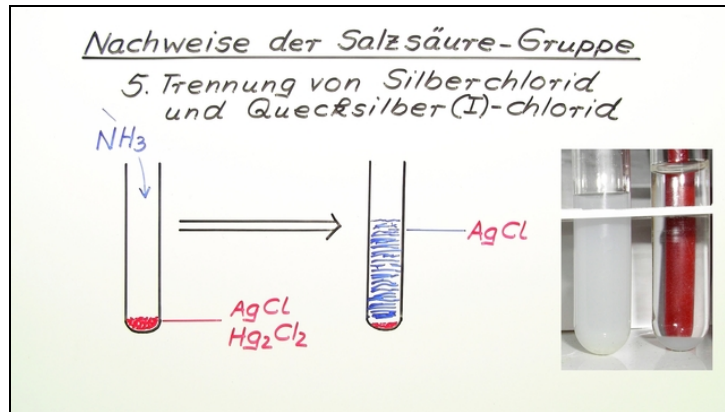 Nachweise der Salzsäure-Gruppe
5. Trennung von Silberchlorid
und Quecksilber(I)-chlorid
NH3
AgCl
AgCl
Hg2Cl2